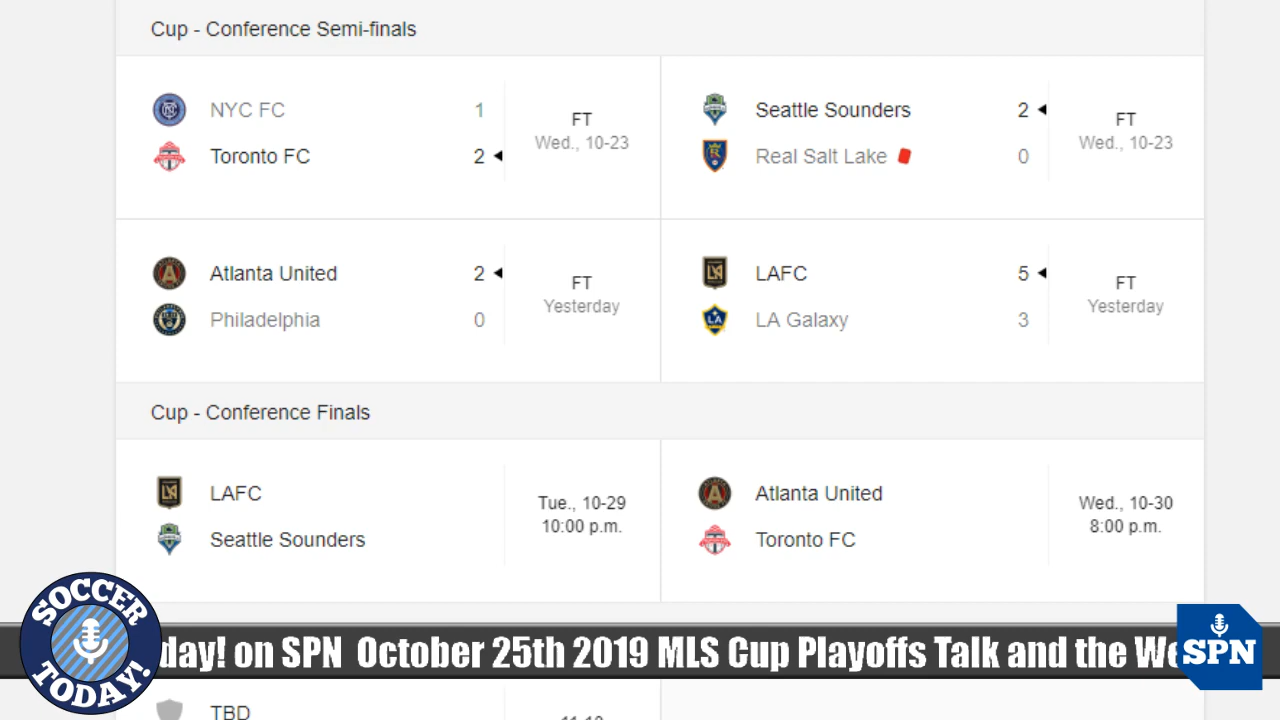 Cup - Conference Semi-finals
NYC FC 1
Toronto FC 2
FT
Wed., 10-23
Seattle Sounders 2
Real Salt Lake 0
FT
Wed., 10-23
Atlanta United 2
Philadelphia 0
FT
Yesterday
LAFC 5
LA Galaxy 3
FT
Yesterday
Cup - Conference Finals
LAFC
Seattle Sounders
Tue., 10-29
10:00 p.m.
Atlanta United
Toronto FC
Wed., 10-30
8:00 p.m.
SOCCER
TODAY!
day! on SPN October 25th 2019 MLS Cup Playoffs Talk and the We
SPN
TBD